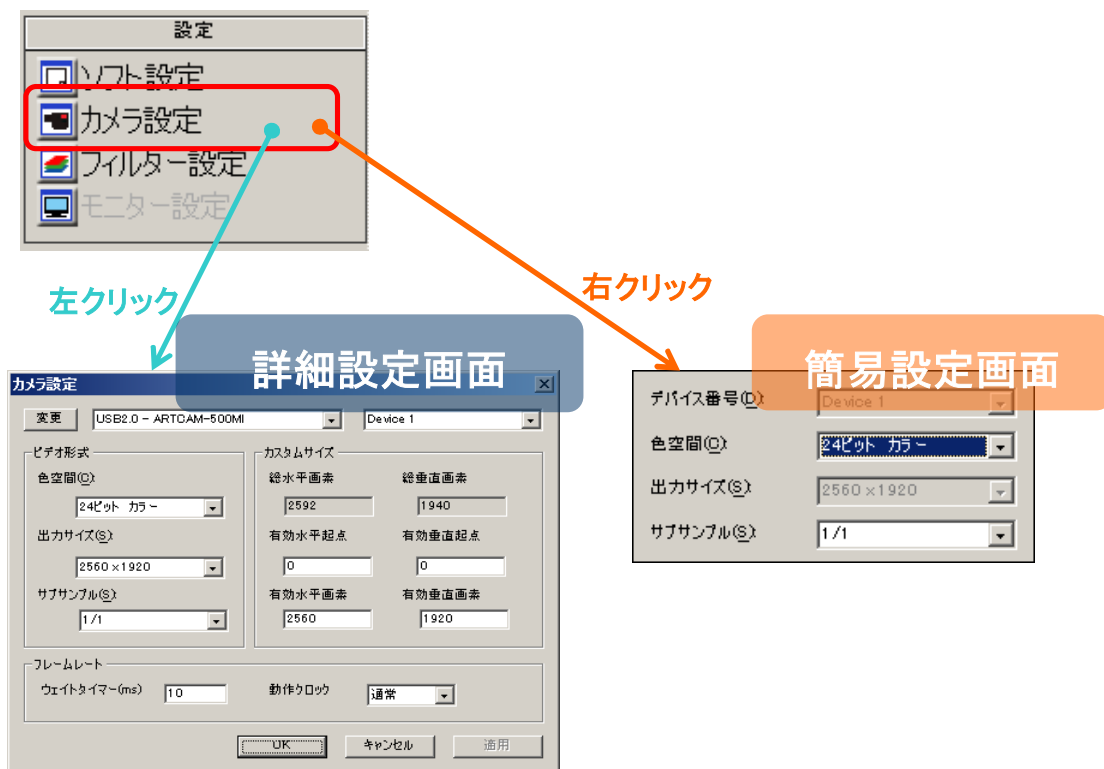 設定
ソフト設定
カメラ設定
フィルター設定
モニター設定
左クリック
右クリック
詳細設定画面
カメラ設定
変更 USB2.0 - ARTCAM-500MI Device 1
ビデオ形式
色空間(C):
24ビット カラー
出力サイズ(S):
2560×1920
サブサンプル(S):
1/1
カスタムサイズ
総水平画素 総垂直画素
2592 1940
有効水平起点 有効垂直起点
0 0
有効水平画素 有効垂直画素
2560 1920
フレームレート
ウェイトタイマー(ms) 10 動作クロック 通常
OK キャンセル 適用
簡易設定画面
デバイス番号(D): Device 1
色空間(C): 24ビット カラー
出力サイズ(S): 2560×1920
サブサンプル(S): 1/1